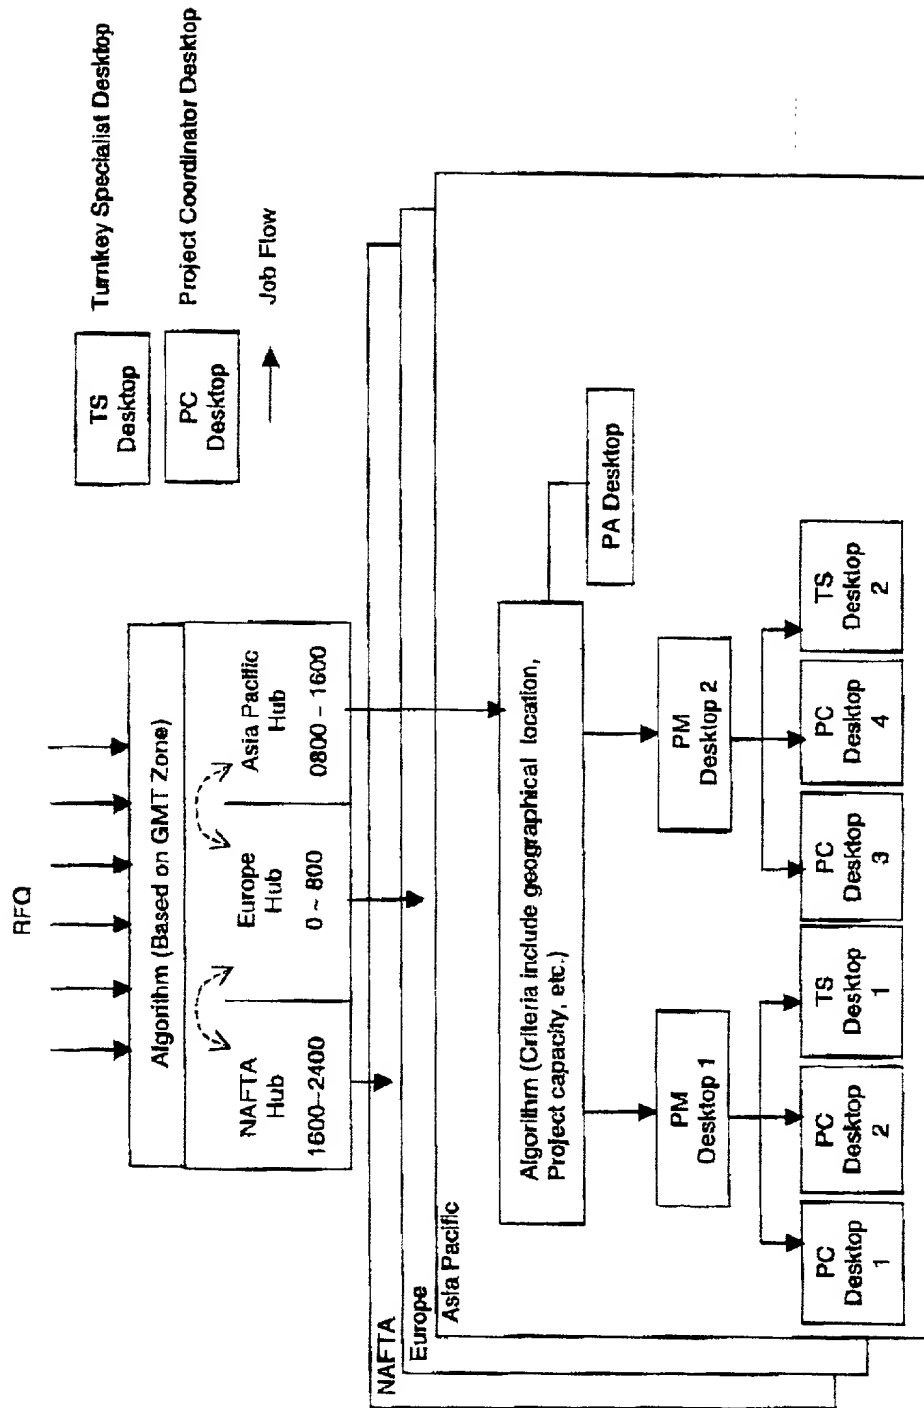 RFQ
Algorithm (Based on GMT Zone)
NAFTA
Hub
1600–2400
Europe
Hub
0 ~ 800
Asia Pacific
Hub
0800 – 1600
TS
Desktop
Turnkey Specialist Desktop
PC
Desktop
Project Coordinator Desktop
Job Flow
NAFTA
Europe
Asia Pacific
Algorithm (Criteria include geographical location,
Project capacity, etc.)
PA Desktop
PM
Desktop 1
PM
Desktop 2
PC
Desktop
1
PC
Desktop
2
TS
Desktop
1
PC
Desktop
3
PC
Desktop
4
TS
Desktop
2